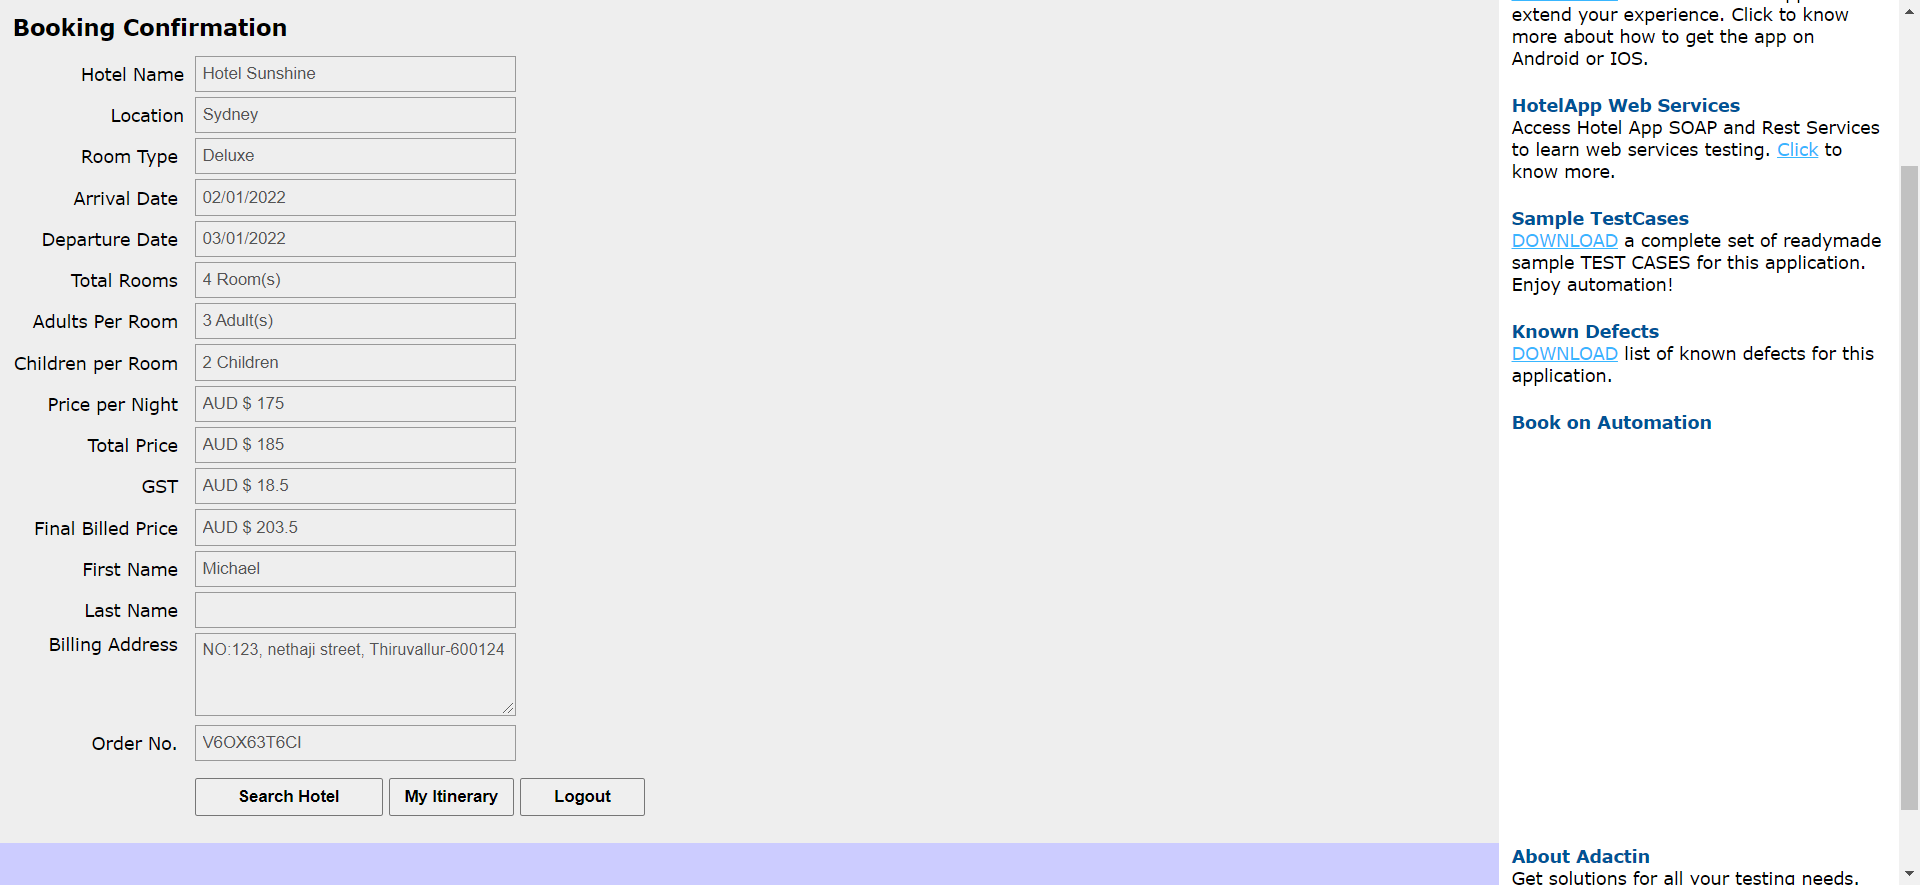 Booking Confirmation
Hotel Name Hotel Sunshine
Location Sydney
Room Type Deluxe
Arrival Date 02/01/2022
Departure Date 03/01/2022
Total Rooms 4 Room(s)
Adults Per Room 3 Adult(s)
Children per Room 2 Children
Price per Night AUD $ 175
Total Price AUD $ 185
GST AUD $ 18.5
Final Billed Price AUD $ 203.5
First Name Michael
Last Name
Billing Address NO:123, nethaji street, Thiruvallur-600124
Order No. V6OX63T6CI
Search Hotel My Itinerary Logout
extend your experience. Click to know
more about how to get the app on
Android or IOS.
HotelApp Web Services
Access Hotel App SOAP and Rest Services
to learn web services testing. Click to
know more.
Sample TestCases
DOWNLOAD a complete set of readymade
sample TEST CASES for this application.
Enjoy automation!
Known Defects
DOWNLOAD list of known defects for this
application.
Book on Automation
About Adactin
Get solutions for all your testing needs.